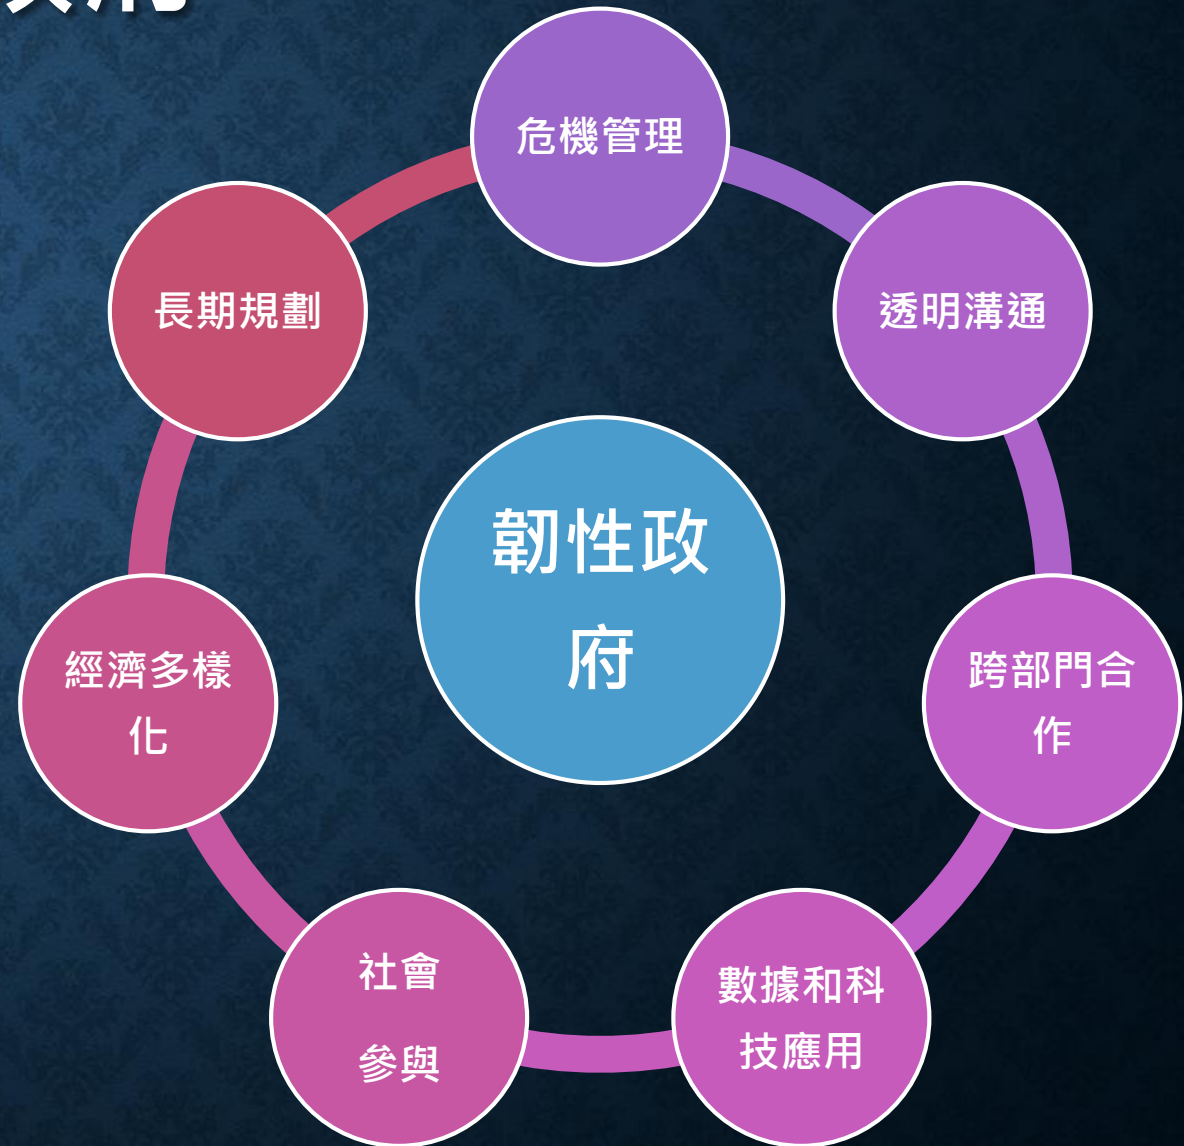 危機管理
透明溝通
跨部門合
作
數據和科
技應用
社會
參與
經濟多樣
化
長期規劃
韌性政
府